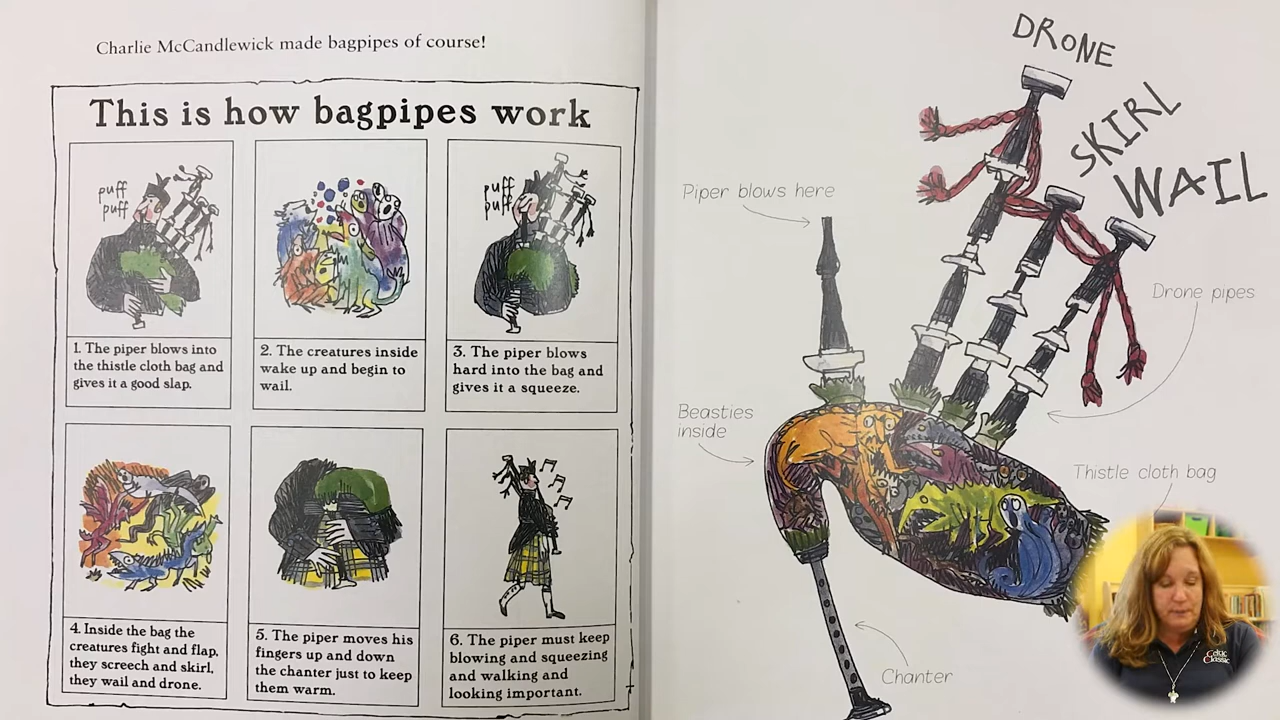 Charlie McCandlewick made bagpipes of course!
This is how bagpipes work
puff
puff
1. The piper blows into
the thistle cloth bag and
gives it a good slap.
2. The creatures inside
wake up and begin to
wail.
puff
puff
3. The piper blows
hard into the bag and
gives it a squeeze.
4. Inside the bag the
creatures fight and flap,
they screech and skirl,
they wail and drone.
5. The piper moves his
fingers up and down
the chanter just to keep
them warm.
6. The piper must keep
blowing and squeezing
and walking and
looking important.
DRONE
SKIRL
WAIL
Piper blows here
Drone pipes
Beasties
inside
Thistle cloth bag
Chanter
Celtic
Classic